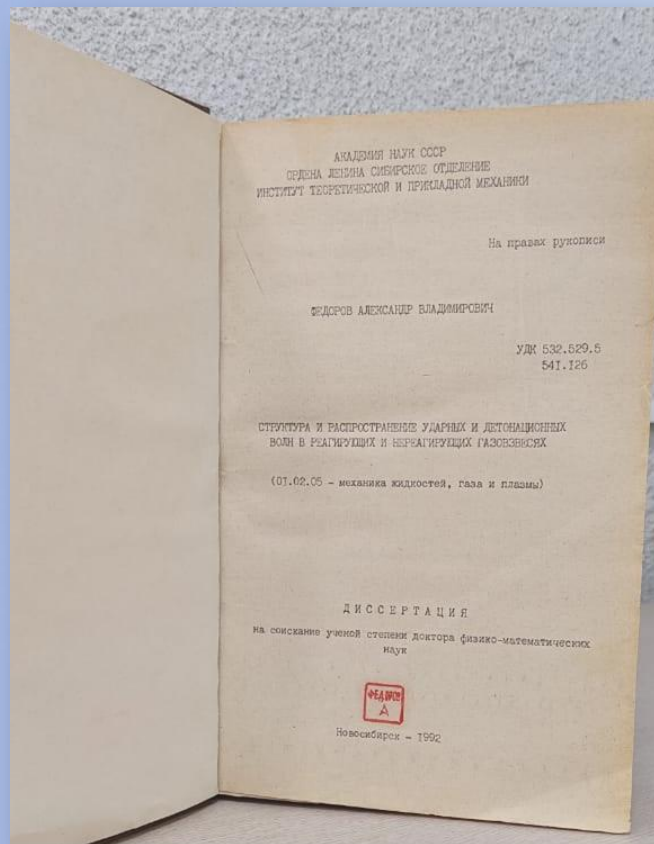 АКАДЕМИЯ НАУК СССР
ОРДЕНА ЛЕНИНА СИБИРСКОЕ ОТДЕЛЕНИЕ
ИНСТИТУТ ТЕОРЕТИЧЕСКОЙ И ПРИКЛАДНОЙ МЕХАНИКИ
На правах рукописи
ФЕДОРОВ АЛЕКСАНДР ВЛАДИМИРОВИЧ
УДК 532.529.5
541.126
СТРУКТУРА И РАСПРОСТРАНЕНИЕ УДАРНЫХ И ДЕТОНАЦИОННЫХ
ВОЛН В РЕАГИРУЮЩИХ И НЕРЕАГИРУЮЩИХ ГАЗОВЗВЕСЯХ
(01.02.05 - механика жидкостей, газа и плазмы)
ДИССЕРТАЦИЯ
на соискание ученой степени доктора физико-математических
наук
ФЕДОРОВ
А
Новосибирск - 1992